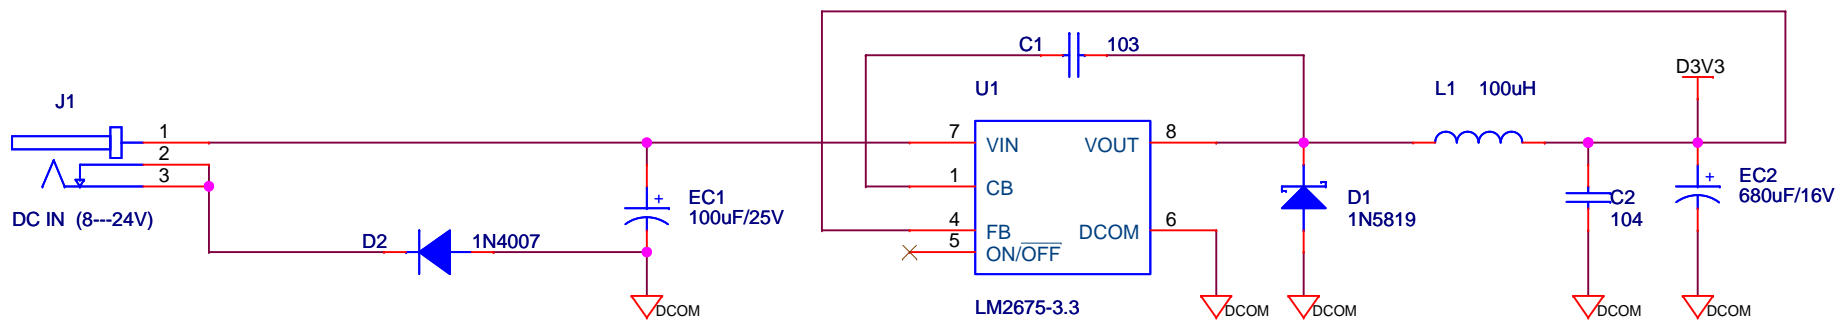 J1
1
2
3
DC IN (8---24V)
D2
1N4007
+
EC1
100uF/25V
DCOM
C1
103
U1
7
VIN
VOUT
8
1
CB
4
FB
DCOM
6
5
ON/OFF
LM2675-3.3
DCOM
D1
1N5819
DCOM
L1 100uH
D3V3
C2
104
DCOM
+
EC2
680uF/16V
DCOM